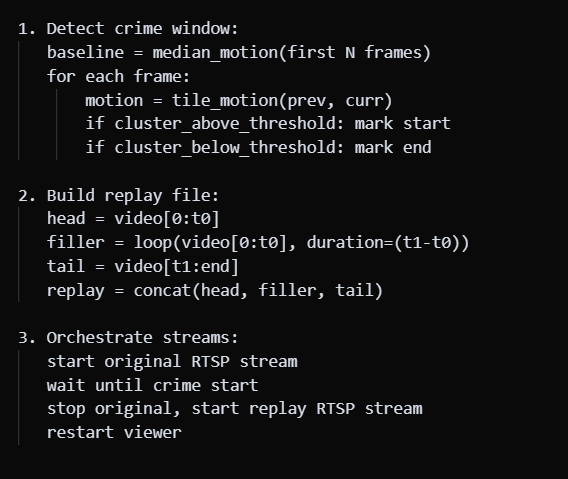 1. Detect crime window:
baseline = median_motion(first N frames)
for each frame:
motion = tile_motion(prev, curr)
if cluster_above_threshold: mark start
if cluster_below_threshold: mark end
2. Build replay file:
head = video[0:t0]
filler = loop(video[0:t0], duration=(t1-t0))
tail = video[t1:end]
replay = concat(head, filler, tail)
3. Orchestrate streams:
start original RTSP stream
wait until crime start
stop original, start replay RTSP stream
restart viewer